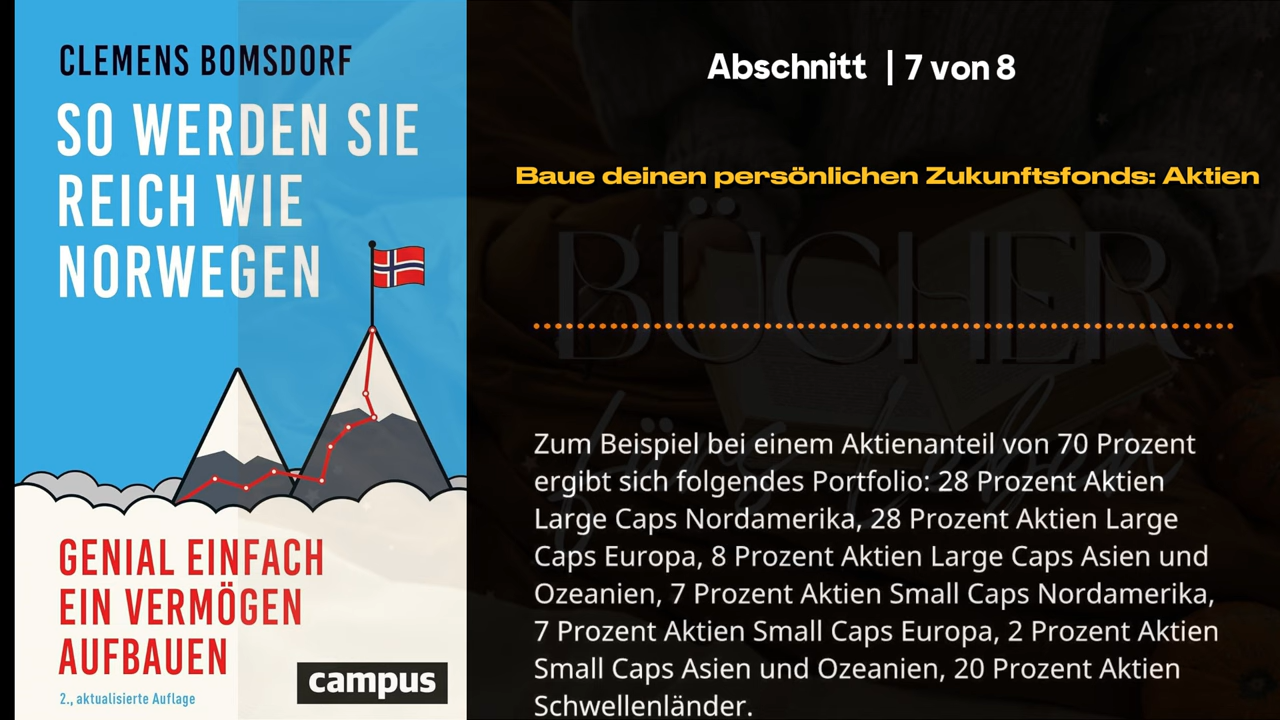 CLEMENS BOMSDORF
SO WERDEN SIE
REICH WIE
NORWEGEN
GENIAL EINFACH
EIN VERMÖGEN
AUFBAUEN
2., aktualisierte Auflage
campus
Abschnitt | 7 von 8
Baue deinen persönlichen Zukunftsfonds: Aktien
BÜCHER
Zum Beispiel bei einem Aktienanteil von 70 Prozent
ergibt sich folgendes Portfolio: 28 Prozent Aktien
Large Caps Nordamerika, 28 Prozent Aktien Large
Caps Europa, 8 Prozent Aktien Large Caps Asien und
Ozeanien, 7 Prozent Aktien Small Caps Nordamerika,
7 Prozent Aktien Small Caps Europa, 2 Prozent Aktien
Small Caps Asien und Ozeanien, 20 Prozent Aktien
Schwellenländer.